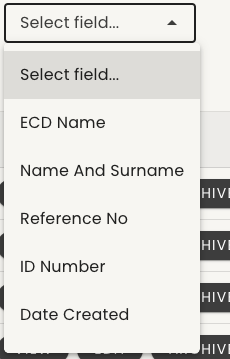 Select field...
Select field...
ECD Name
Name And Surname
Reference No
ID Number
Date Created